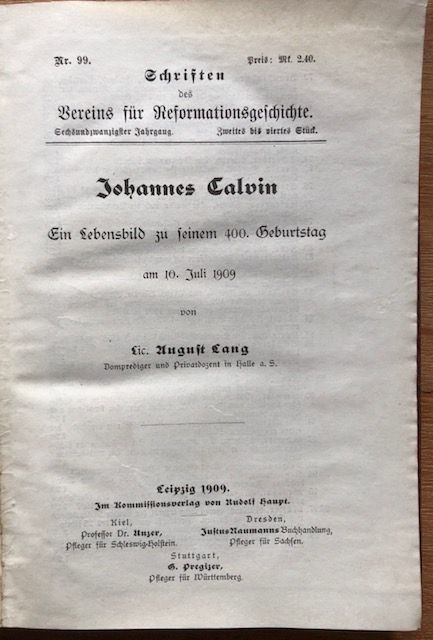 Nr. 99. Preis: Mk. 2.40.
Schriften
des
Vereins für Reformationsgeschichte.
Sechsundzwanzigster Jahrgang. Zweites bis viertes Stück.
Johannes Calvin
Ein Lebensbild zu seinem 400. Geburtstag
am 10. Juli 1909
von
Lic. August Lang
Domprediger und Privatdozent in Halle a. S.
Leipzig 1909.
Im Kommissionsverlag von Rudolf Haupt.
Kiel, Dresden,
Professor Dr. Unzer, Justus Naumanns Buchhandlung,
Pfleger für Schleswig-Holstein. Pfleger für Sachsen.
Stuttgart,
G. Pregizer,
Pfleger für Württemberg.